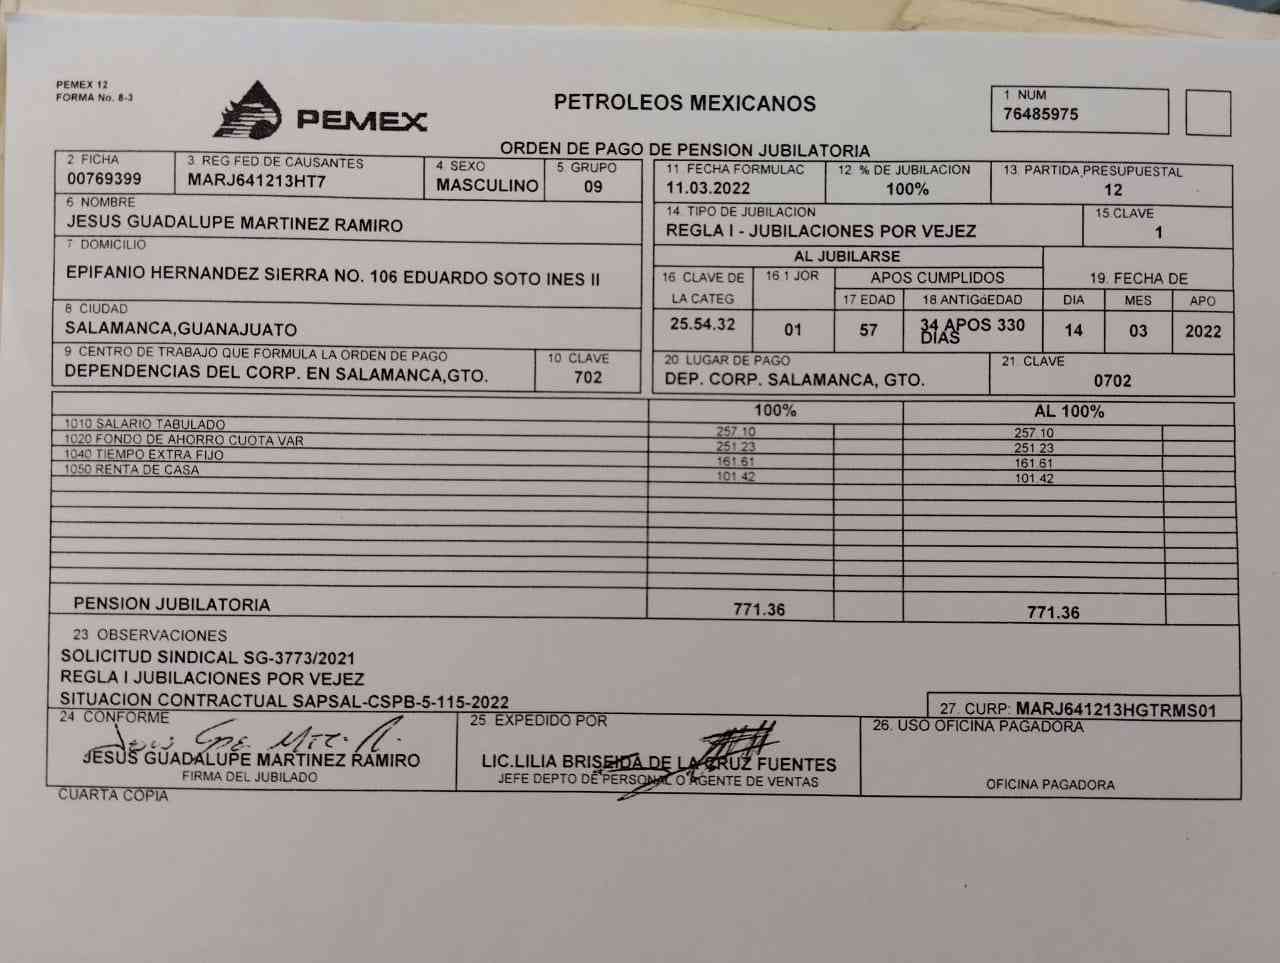 PEMEX 12
FORMA No. 8-3
PEMEX
PETROLEOS MEXICANOS
1 NUM
76485975
ORDEN DE PAGO DE PENSION JUBILATORIA
2 FICHA
00769399
3. REG FED.DE CAUSANTES
MARJ641213HT7
4. SEXO
MASCULINO
5. GRUPO
09
6 NOMBRE
JESUS GUADALUPE MARTINEZ RAMIRO
7 DOMICILIO
EPIFANIO HERNANDEZ SIERRA NO. 106 EDUARDO SOTO INES II
8 CIUDAD
SALAMANCA,GUANAJUATO
9 CENTRO DE TRABAJO QUE FORMULA LA ORDEN DE PAGO
DEPENDENCIAS DEL CORP. EN SALAMANCA,GTO.
10 CLAVE
702
11. FECHA FORMULAC
11.03.2022
12 % DE JUBILACION
100%
13. PARTIDA PRESUPUESTAL
12
14. TIPO DE JUBILACION
REGLA I - JUBILACIONES POR VEJEZ
15 CLAVE
1
AL JUBILARSE
16 CLAVE DE
LA CATEG
25.54.32
16.1 JOR
01
APOS CUMPLIDOS
17 EDAD
57
18 ANTIGüEDAD
34 APOS 330
DIAS
19. FECHA DE
DIA
MES
APO
14
03
2022
20 LUGAR DE PAGO
DEP. CORP. SALAMANCA, GTO.
21. CLAVE
0702
100%
AL 100%
1010 SALARIO TABULADO 257.10 257.10
1020 FONDO DE AHORRO CUOTA VAR 251.23 251.23
1040 TIEMPO EXTRA FIJO 161.61 161.61
1050 RENTA DE CASA 101.42 101.42
PENSION JUBILATORIA 771.36 771.36
23 OBSERVACIONES
SOLICITUD SINDICAL SG-3773/2021
REGLA I JUBILACIONES POR VEJEZ
SITUACION CONTRACTUAL SAPSAL-CSPB-5-115-2022
27. CURP: MARJ641213HGTRMS01
24 CONFORME
JESUS GUADALUPE MARTINEZ RAMIRO
FIRMA DEL JUBILADO
25 EXPEDIDO POR
LIC.LILIA BRISEIDA DE LA CRUZ FUENTES
JEFE DEPTO DE PERSONAL O AGENTE DE VENTAS
26. USO OFICINA PAGADORA
OFICINA PAGADORA
CUARTA COPIA